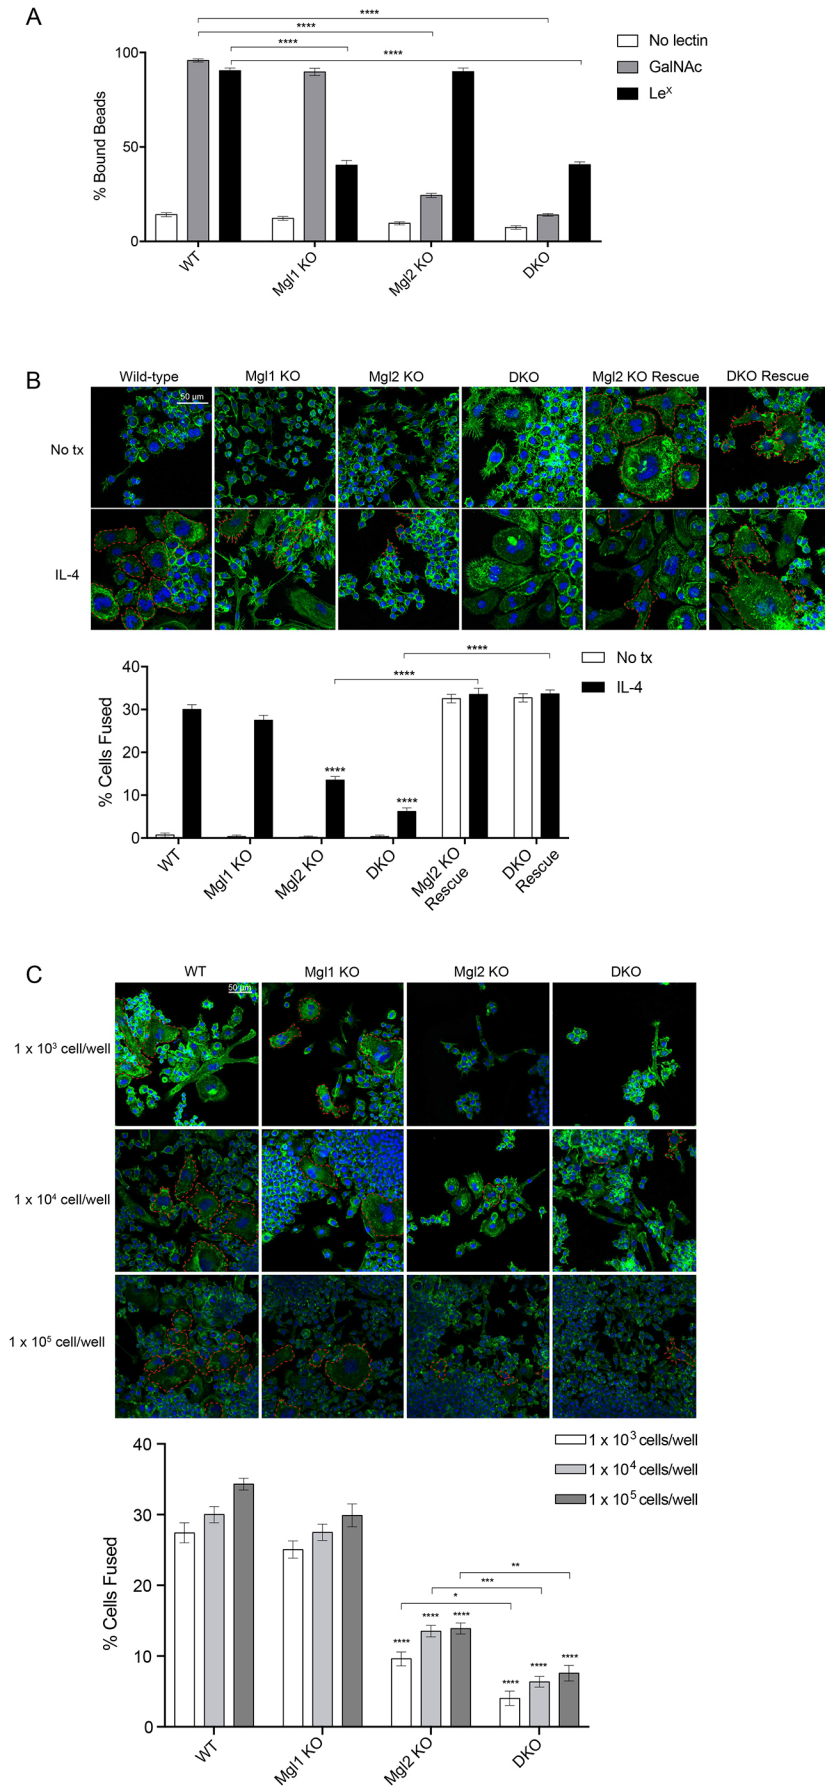 A
****
****
****
****
No lectin
GalNAc
Leˣ
100
50
0
% Bound Beads
WT
Mgl1 KO
Mgl2 KO
DKO
B
Wild-type
Mgl1 KO
Mgl2 KO
DKO
Mgl2 KO Rescue
DKO Rescue
50 µm
No tx
IL-4
****
****
No tx
IL-4
40
30
20
10
0
% Cells Fused
****
****
WT
Mgl1 KO
Mgl2 KO
DKO
Mgl2 KO
Rescue
DKO
Rescue
C
WT
Mgl1 KO
Mgl2 KO
DKO
50 µm
1 x 10³ cell/well
1 x 10⁴ cell/well
1 x 10⁵ cell/well
1 x 10³ cells/well
1 x 10⁴ cells/well
1 x 10⁵ cells/well
40
30
20
10
0
% Cells Fused
**
***
*
****
****
****
****
****
****
WT
Mgl1 KO
Mgl2 KO
DKO